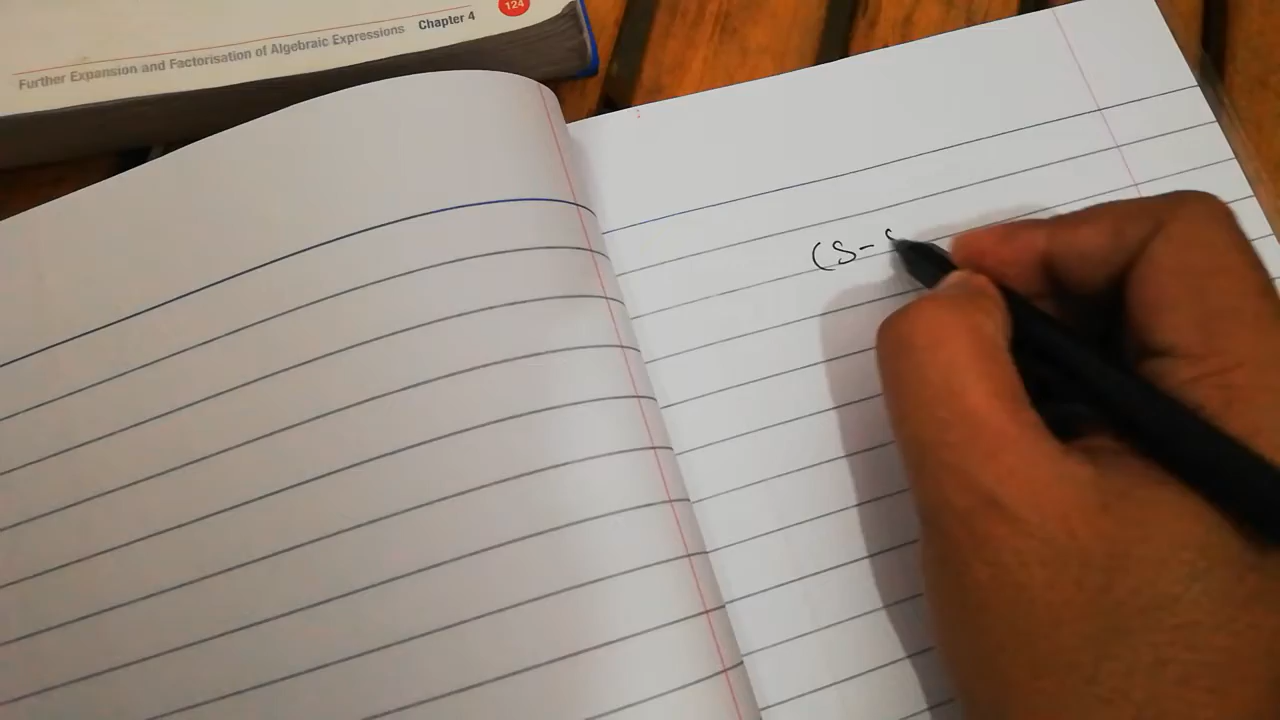 124
Further Expansion and Factorisation of Algebraic Expressions Chapter 4
(S-